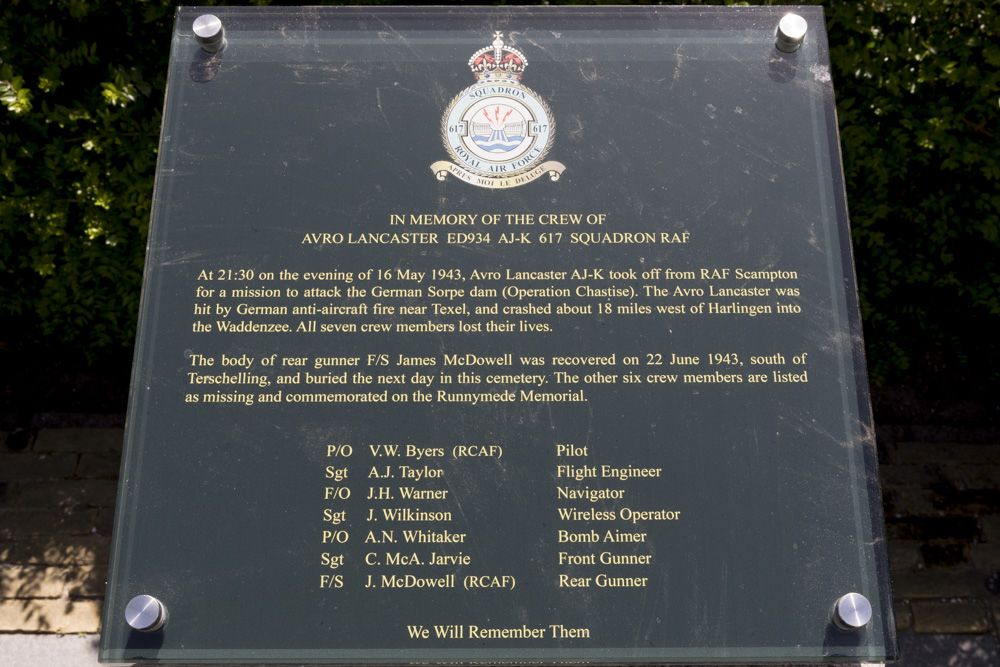 SQUADRON
617 617
ROYAL AIR FORCE
APRÈS MOI LE DELUGE
IN MEMORY OF THE CREW OF
AVRO LANCASTER ED934 AJ-K 617 SQUADRON RAF
At 21:30 on the evening of 16 May 1943, Avro Lancaster AJ-K took off from RAF Scampton
for a mission to attack the German Sorpe dam (Operation Chastise). The Avro Lancaster was
hit by German anti-aircraft fire near Texel, and crashed about 18 miles west of Harlingen into
the Waddenzee. All seven crew members lost their lives.
The body of rear gunner F/S James McDowell was recovered on 22 June 1943, south of
Terschelling, and buried the next day in this cemetery. The other six crew members are listed
as missing and commemorated on the Runnymede Memorial.
P/O V.W. Byers (RCAF) Pilot
Sgt A.J. Taylor Flight Engineer
F/O J.H. Warner Navigator
Sgt J. Wilkinson Wireless Operator
P/O A.N. Whitaker Bomb Aimer
Sgt C. McA. Jarvie Front Gunner
F/S J. McDowell (RCAF) Rear Gunner
We Will Remember Them